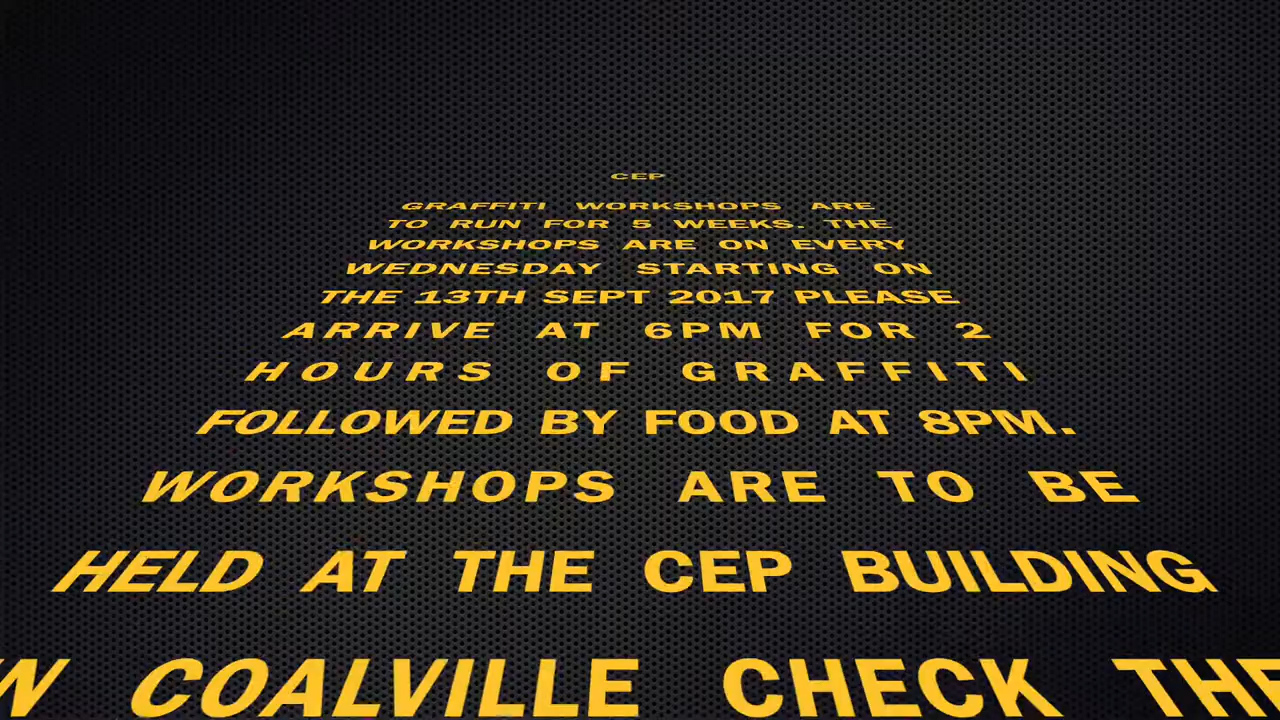 CEP
GRAFFITI WORKSHOPS ARE
TO RUN FOR 5 WEEKS. THE
WORKSHOPS ARE ON EVERY
WEDNESDAY STARTING ON
THE 13TH SEPT 2017 PLEASE
ARRIVE AT 6PM FOR 2
HOURS OF GRAFFITI
FOLLOWED BY FOOD AT 8PM.
WORKSHOPS ARE TO BE
HELD AT THE CEP BUILDING
COALVILLE CHECK THE